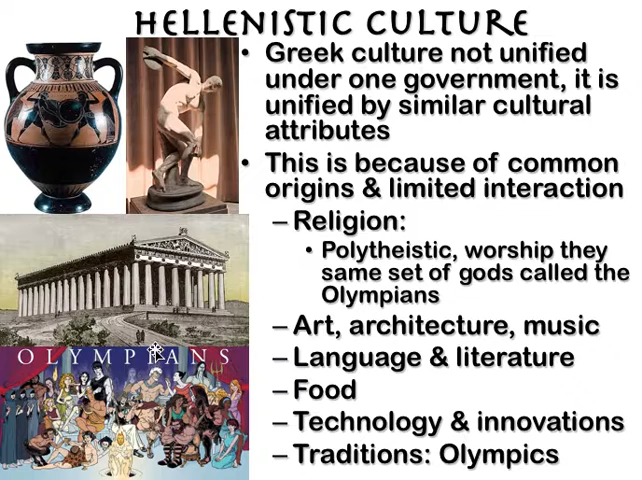 Hellenistic Culture
• Greek culture not unified
under one government, it is
unified by similar cultural
attributes
• This is because of common
origins & limited interaction
– Religion:
• Polytheistic, worship they
same set of gods called the
Olympians
– Art, architecture, music
– Language & literature
– Food
– Technology & innovations
– Traditions: Olympics
OLYMPIANS